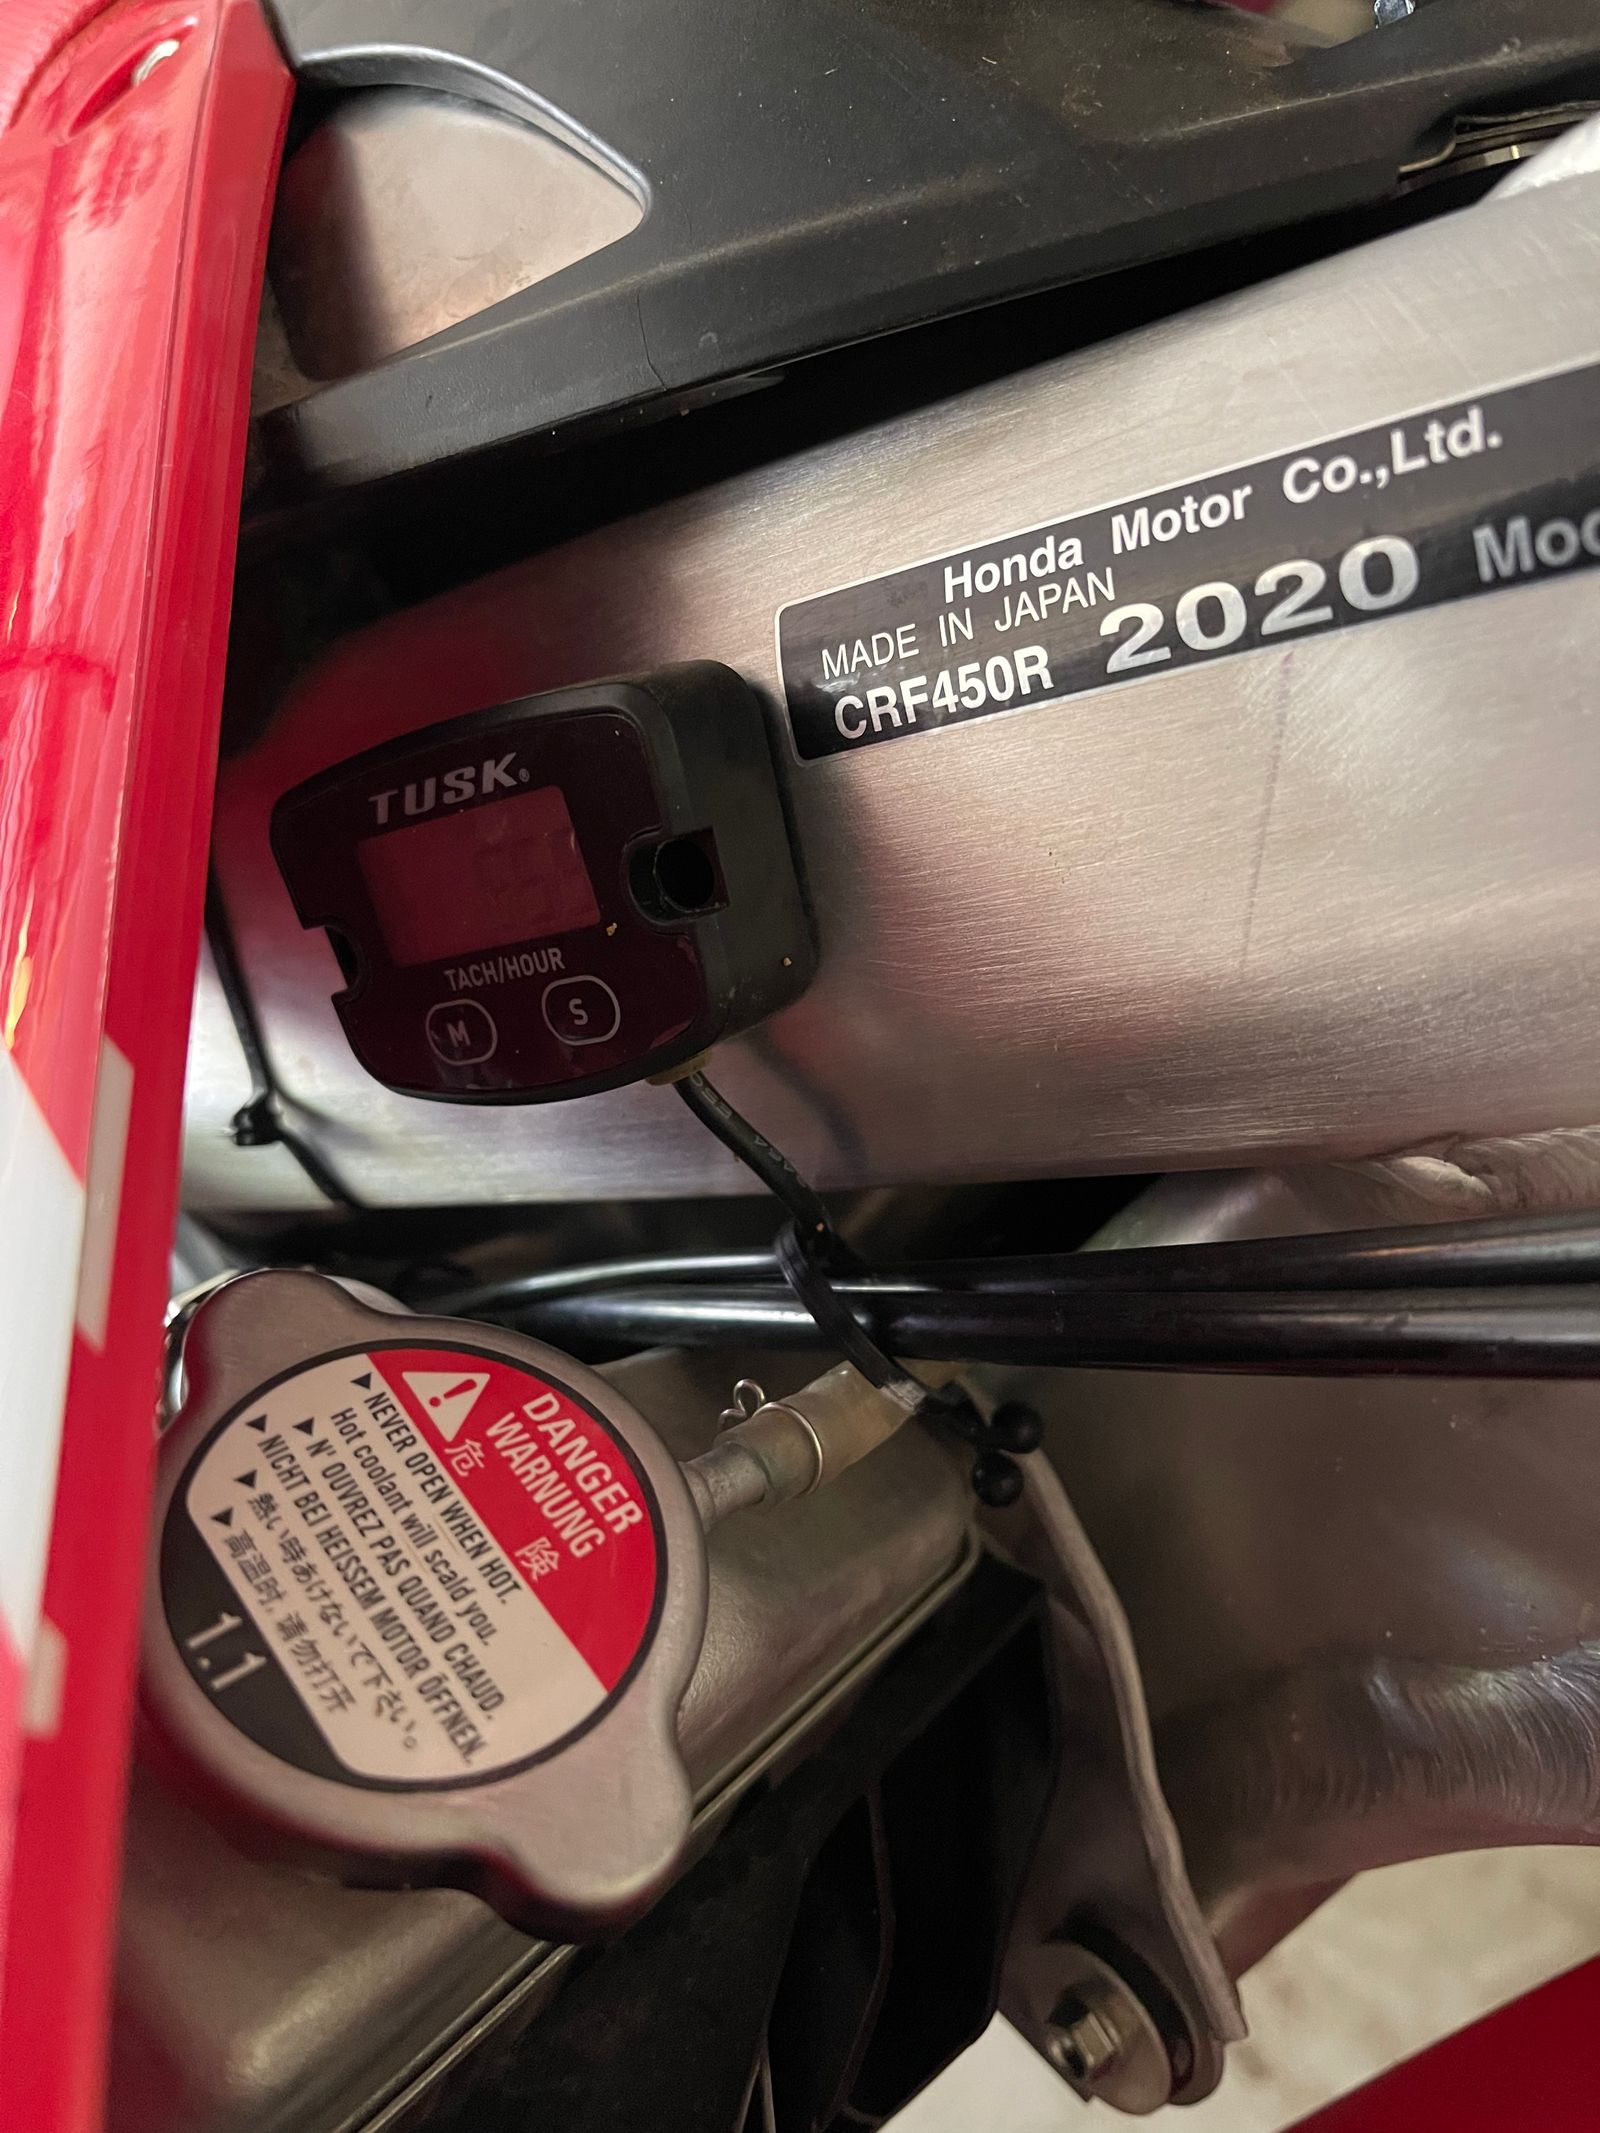 Honda Motor Co.,Ltd.
MADE IN JAPAN
CRF450R 2020
TUSK®
TACH/HOUR
M S
DANGER
WARNUNG
危 険
▶NEVER OPEN WHEN HOT.
Hot coolant will scald you.
▶N' OUVREZ PAS QUAND CHAUD.
▶NICHT BEI HEISSEM MOTOR ÖFFNEN.
▶熱い時あけないで下さい。
▶高温时,请勿打开
1.1